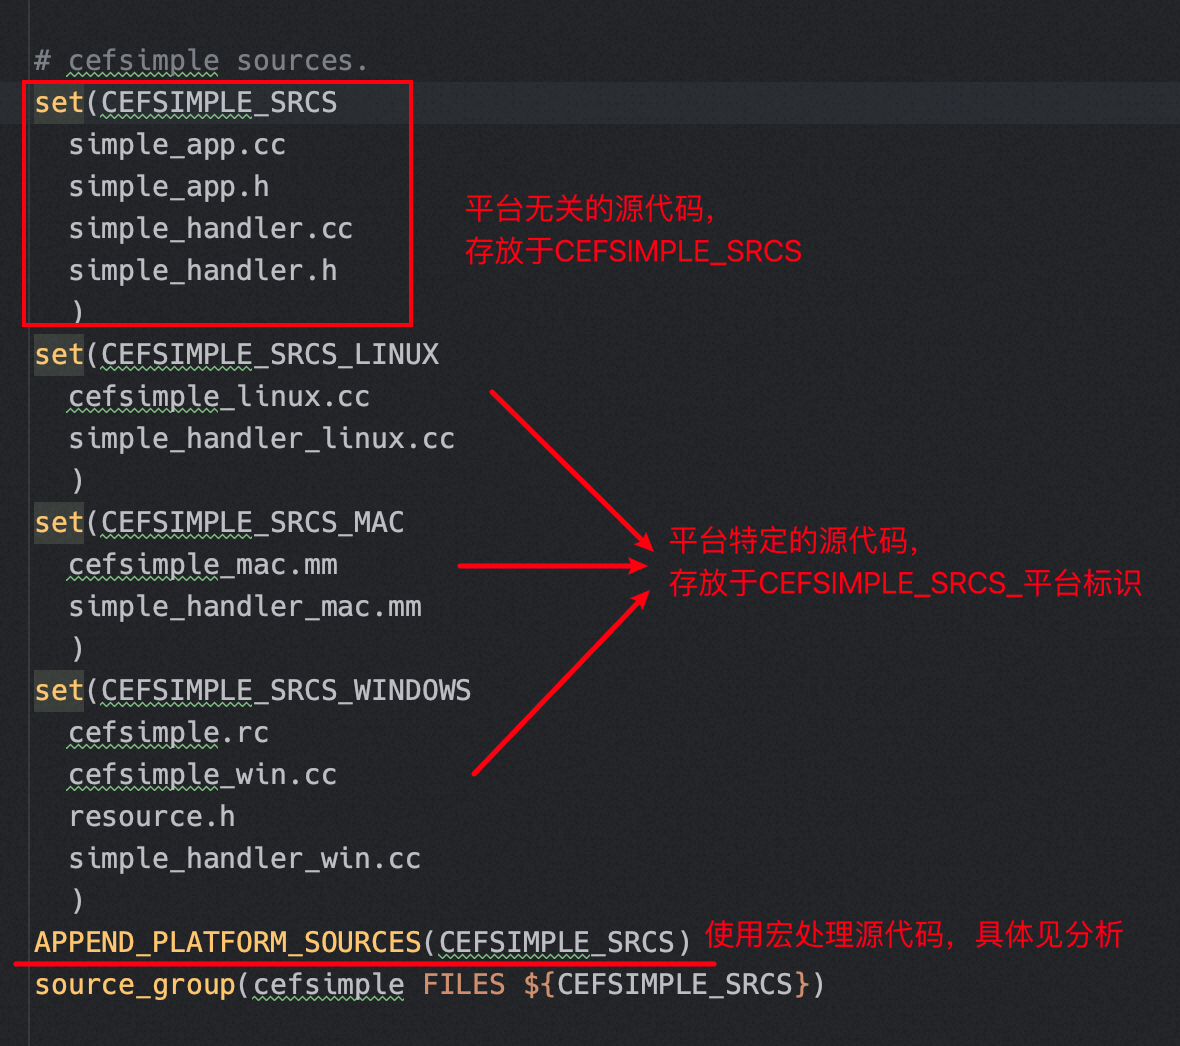 # cefsimple sources.
set(CEFSIMPLE_SRCS
simple_app.cc
simple_app.h
simple_handler.cc
simple_handler.h
)
平台无关的源代码,
存放于CEFSIMPLE_SRCS
set(CEFSIMPLE_SRCS_LINUX
cefsimple_linux.cc
simple_handler_linux.cc
)
set(CEFSIMPLE_SRCS_MAC
cefsimple_mac.mm
simple_handler_mac.mm
)
平台特定的源代码,
存放于CEFSIMPLE_SRCS_平台标识
set(CEFSIMPLE_SRCS_WINDOWS
cefsimple.rc
cefsimple_win.cc
resource.h
simple_handler_win.cc
)
APPEND_PLATFORM_SOURCES(CEFSIMPLE_SRCS) 使用宏处理源代码，具体见分析
source_group(cefsimple FILES ${CEFSIMPLE_SRCS})